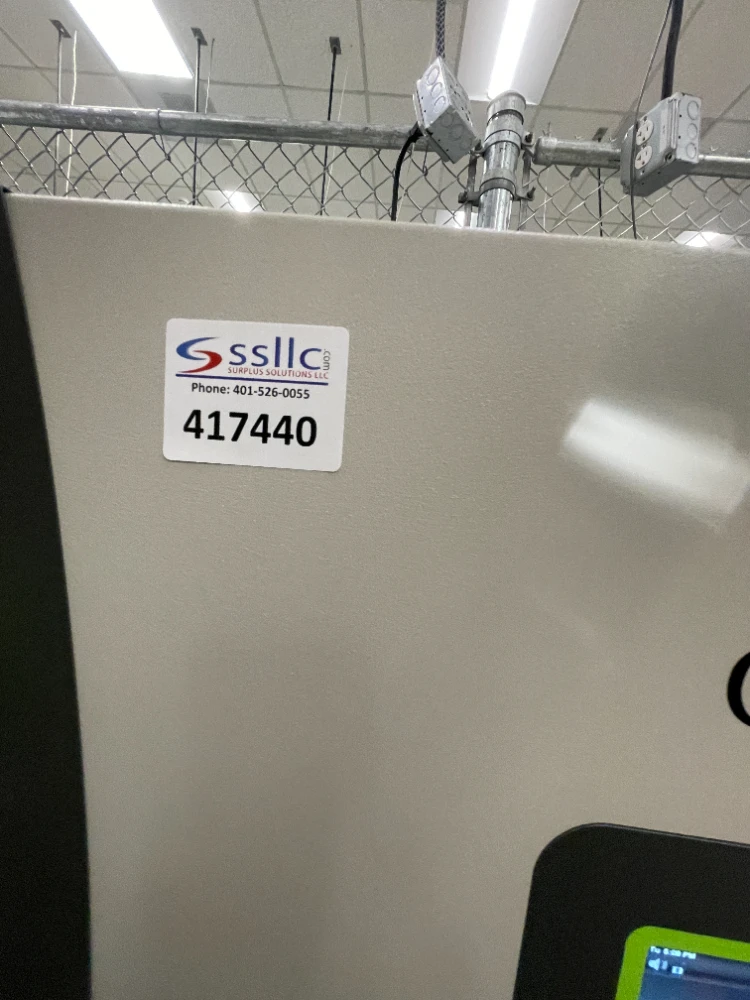 ssllc.com
SURPLUS SOLUTIONS LLC
Phone: 401-526-0055
417440